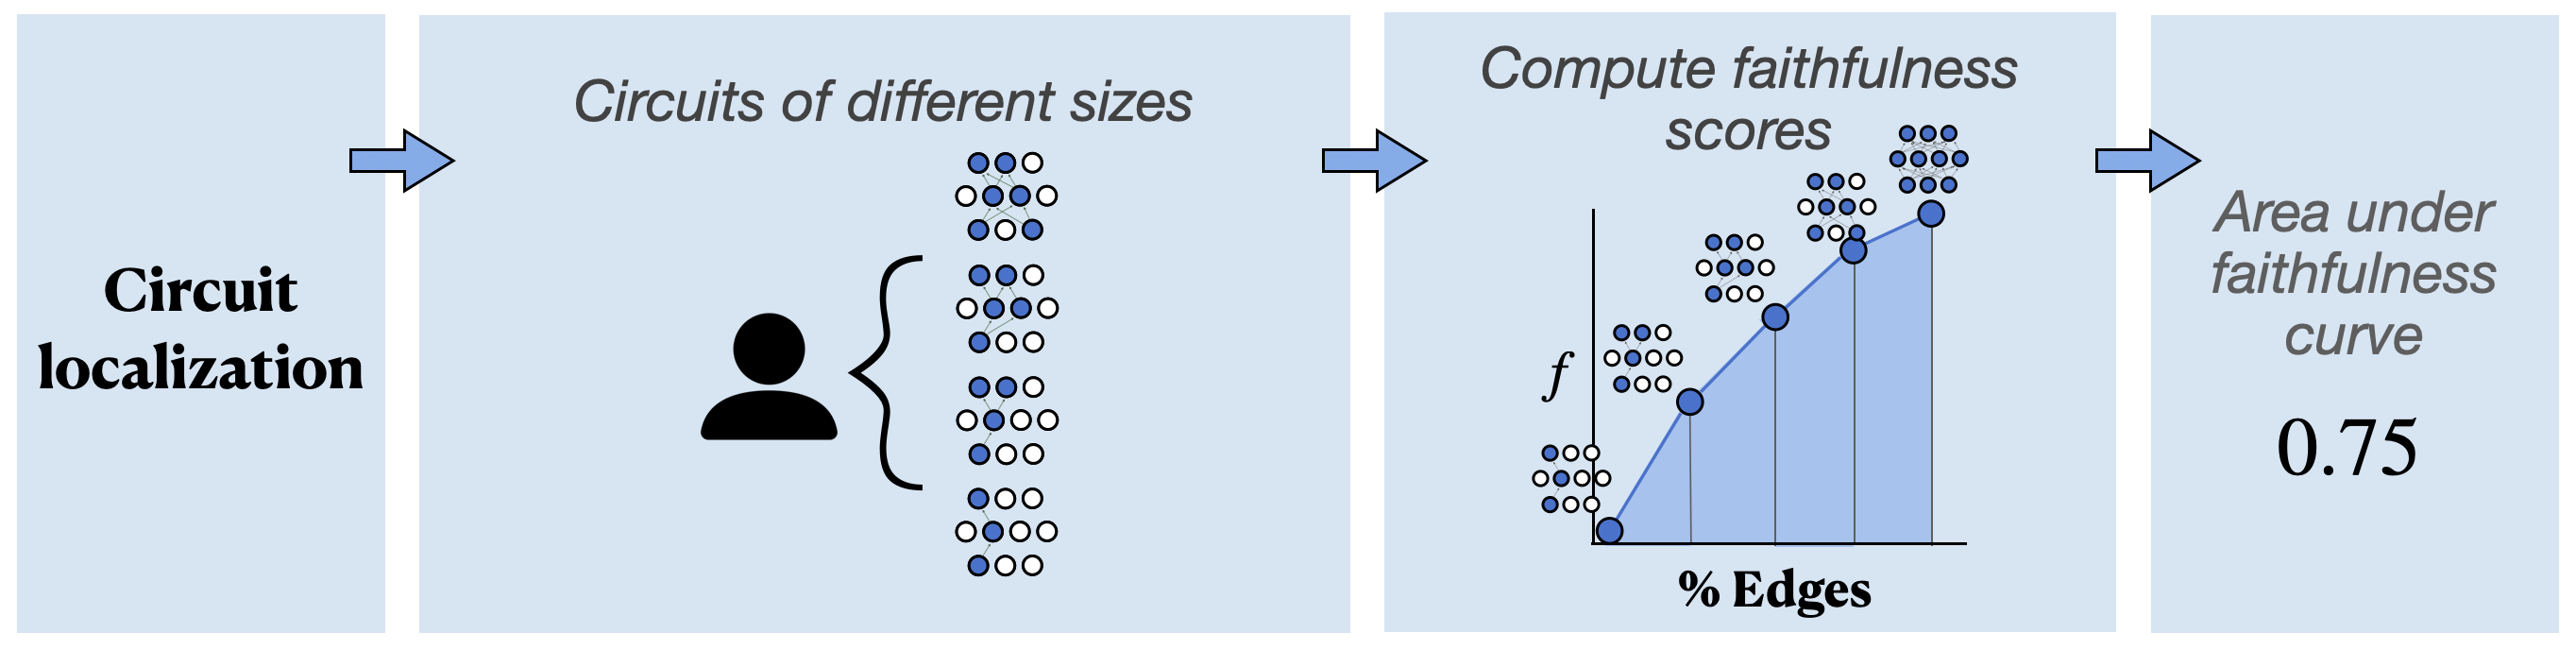 Circuit
localization
Circuits of different sizes
Compute faithfulness
scores
f
% Edges
Area under
faithfulness
curve
0.75